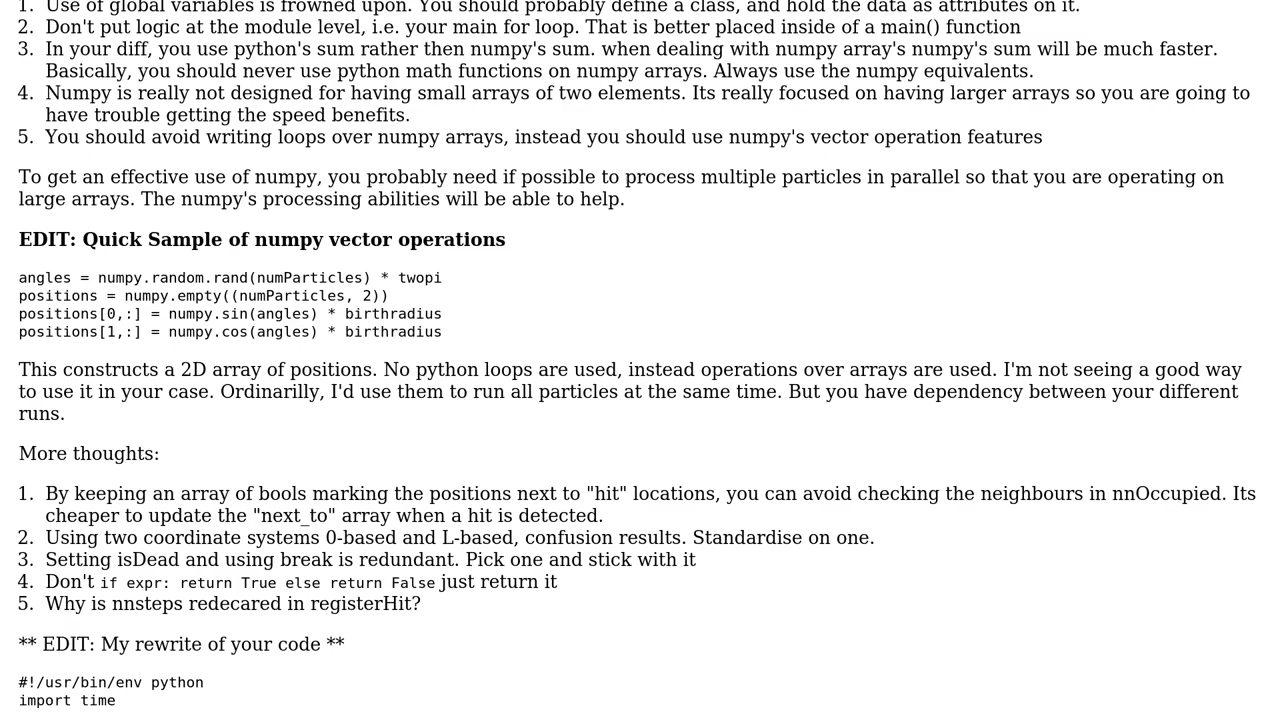 1. Use of global variables is frowned upon. You should probably define a class, and hold the data as attributes on it.
2. Don't put logic at the module level, i.e. your main for loop. That is better placed inside of a main() function
3. In your diff, you use python's sum rather then numpy's sum. when dealing with numpy array's numpy's sum will be much faster.
Basically, you should never use python math functions on numpy arrays. Always use the numpy equivalents.
4. Numpy is really not designed for having small arrays of two elements. Its really focused on having larger arrays so you are going to
have trouble getting the speed benefits.
5. You should avoid writing loops over numpy arrays, instead you should use numpy's vector operation features
To get an effective use of numpy, you probably need if possible to process multiple particles in parallel so that you are operating on
large arrays. The numpy's processing abilities will be able to help.
EDIT: Quick Sample of numpy vector operations
angles = numpy.random.rand(numParticles) * twopi
positions = numpy.empty((numParticles, 2))
positions[0,:] = numpy.sin(angles) * birthradius
positions[1,:] = numpy.cos(angles) * birthradius
This constructs a 2D array of positions. No python loops are used, instead operations over arrays are used. I'm not seeing a good way
to use it in your case. Ordinarilly, I'd use them to run all particles at the same time. But you have dependency between your different
runs.
More thoughts:
1. By keeping an array of bools marking the positions next to "hit" locations, you can avoid checking the neighbours in nnOccupied. Its
cheaper to update the "next_to" array when a hit is detected.
2. Using two coordinate systems 0-based and L-based, confusion results. Standardise on one.
3. Setting isDead and using break is redundant. Pick one and stick with it
4. Don't if expr: return True else return False just return it
5. Why is nnsteps redecared in registerHit?
** EDIT: My rewrite of your code **
#!/usr/bin/env python
import time